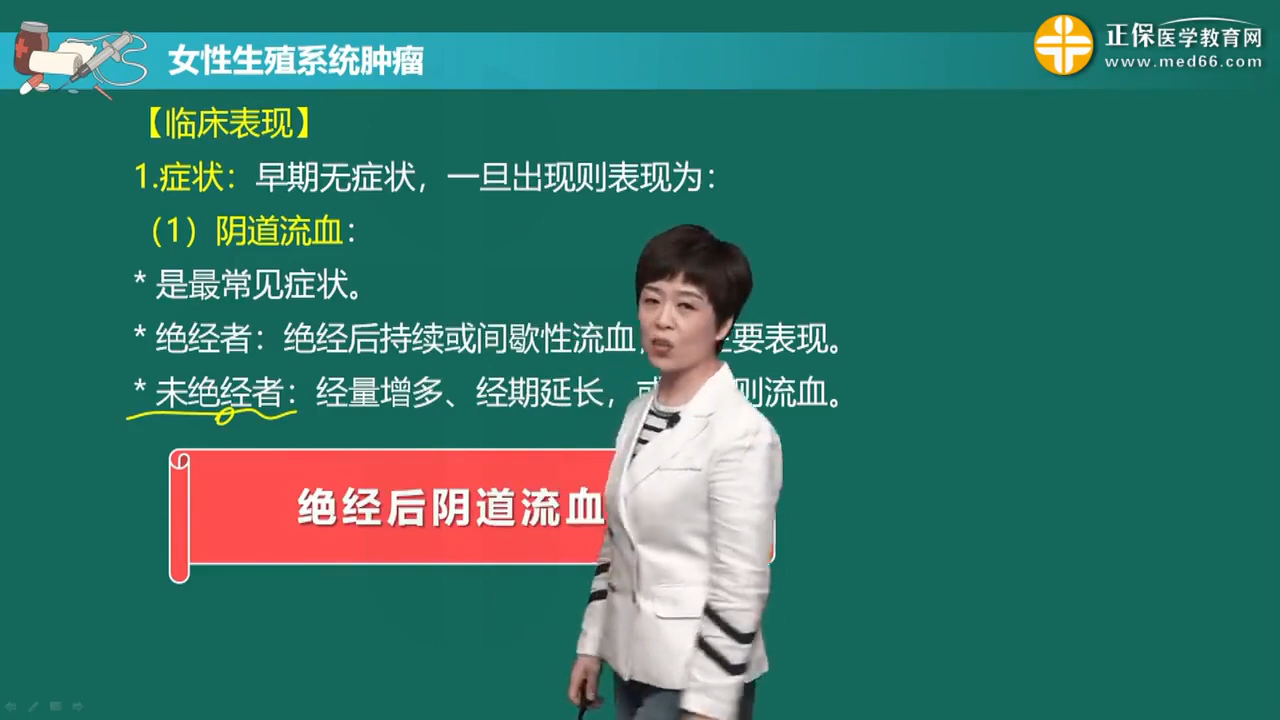 女性生殖系统肿瘤
正保医学教育网
www.med66.com
【临床表现】
1.症状：早期无症状，一旦出现则表现为：
（1）阴道流血：
* 是最常见症状。
* 绝经者：绝经后持续或间歇性流血，要表现。
* 未绝经者：经量增多、经期延长，则流血。
绝经后阴道流血